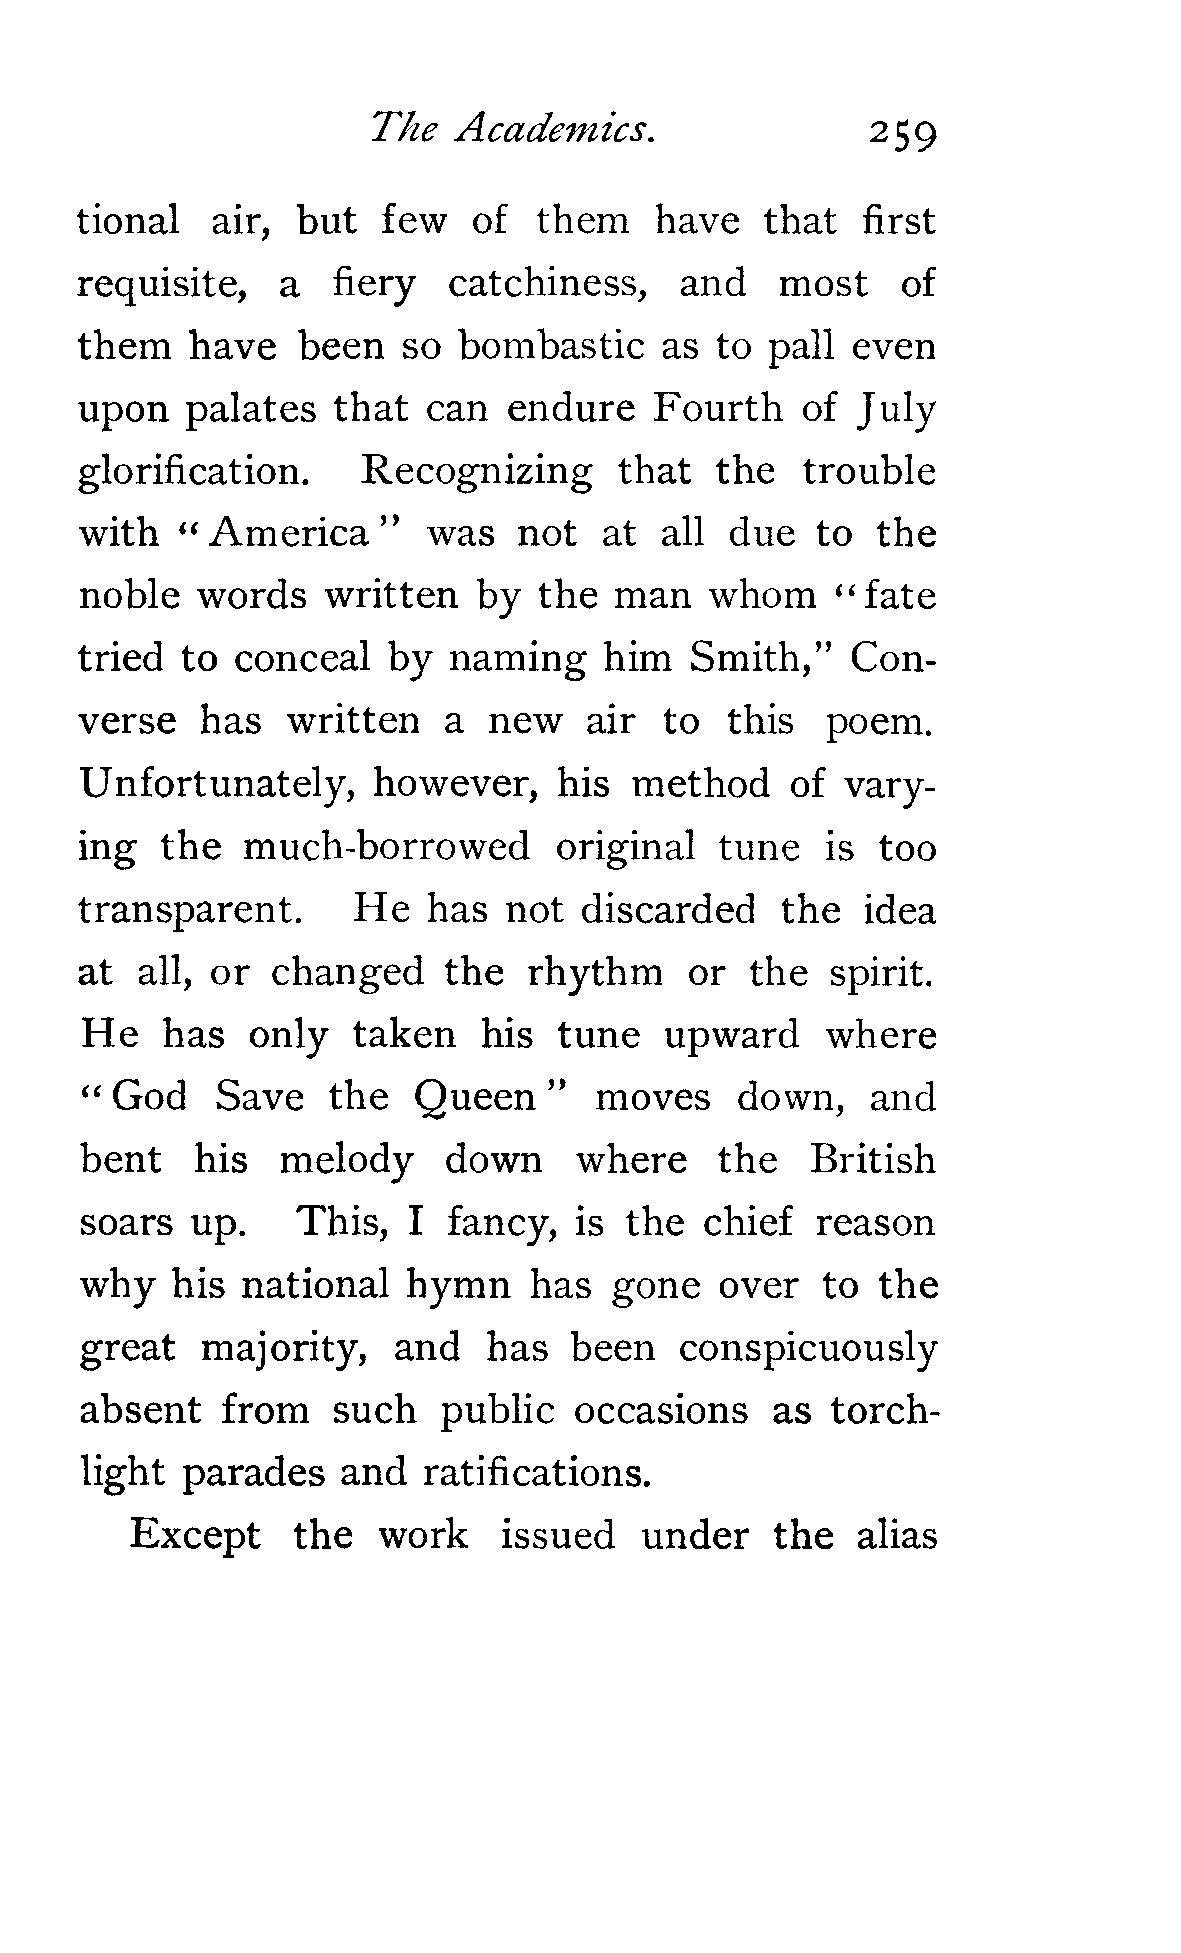 The Academics. 259
tional air, but few of them have that first
requisite, a fiery catchiness, and most of
them have been so bombastic as to pall even
upon palates that can endure Fourth of July
glorification. Recognizing that the trouble
with “ America ” was not at all due to the
noble words written by the man whom “ fate
tried to conceal by naming him Smith,” Con-
verse has written a new air to this poem.
Unfortunately, however, his method of vary-
ing the much-borrowed original tune is too
transparent. He has not discarded the idea
at all, or changed the rhythm or the spirit.
He has only taken his tune upward where
“ God Save the Queen ” moves down, and
bent his melody down where the British
soars up. This, I fancy, is the chief reason
why his national hymn has gone over to the
great majority, and has been conspicuously
absent from such public occasions as torch-
light parades and ratifications.
Except the work issued under the alias